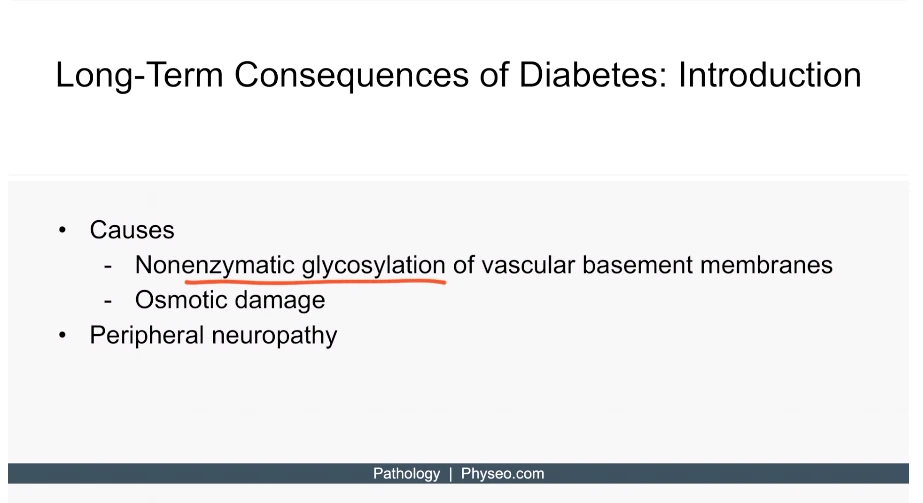 Long-Term Consequences of Diabetes: Introduction
• Causes
- Nonenzymatic glycosylation of vascular basement membranes
- Osmotic damage
• Peripheral neuropathy
Pathology | Physeo.com